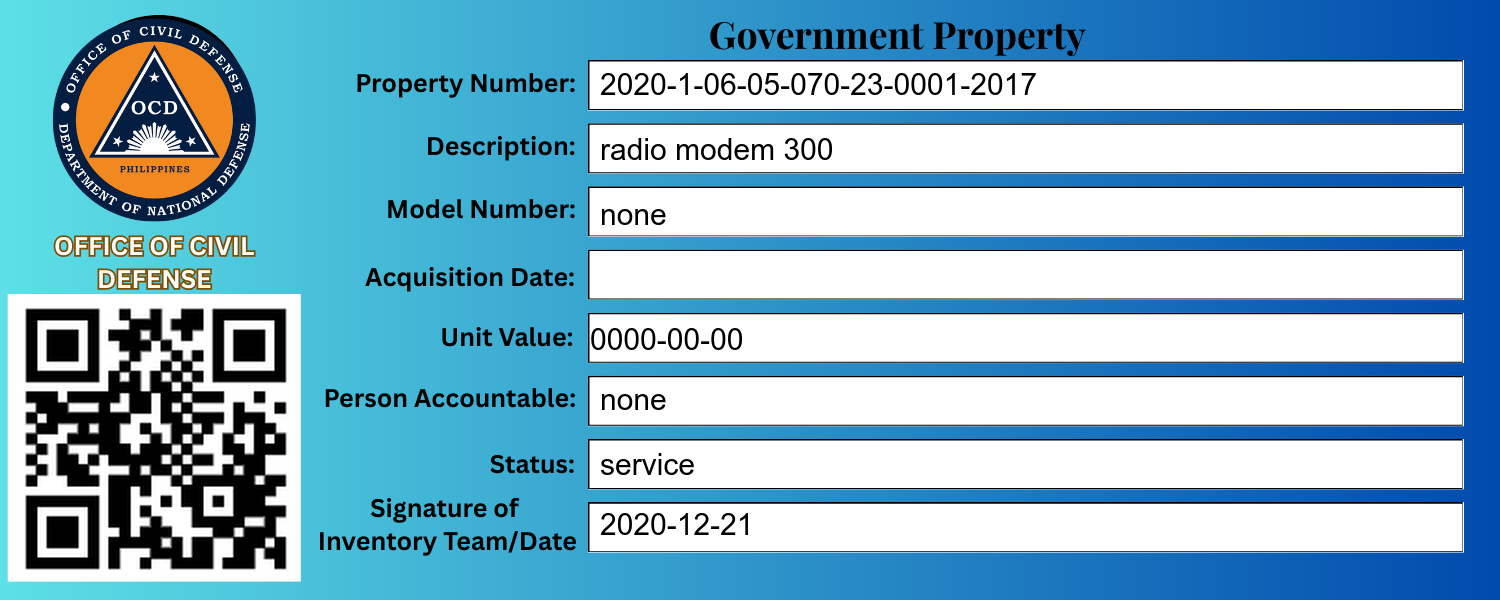 Government Property
OFFICE OF CIVIL DEFENSE
DEPARTMENT OF NATIONAL DEFENSE
OCD
PHILIPPINES
OFFICE OF CIVIL
DEFENSE
Property Number: 2020-1-06-05-070-23-0001-2017
Description: radio modem 300
Model Number: none
Acquisition Date:
Unit Value: 0000-00-00
Person Accountable: none
Status: service
Signature of
Inventory Team/Date 2020-12-21